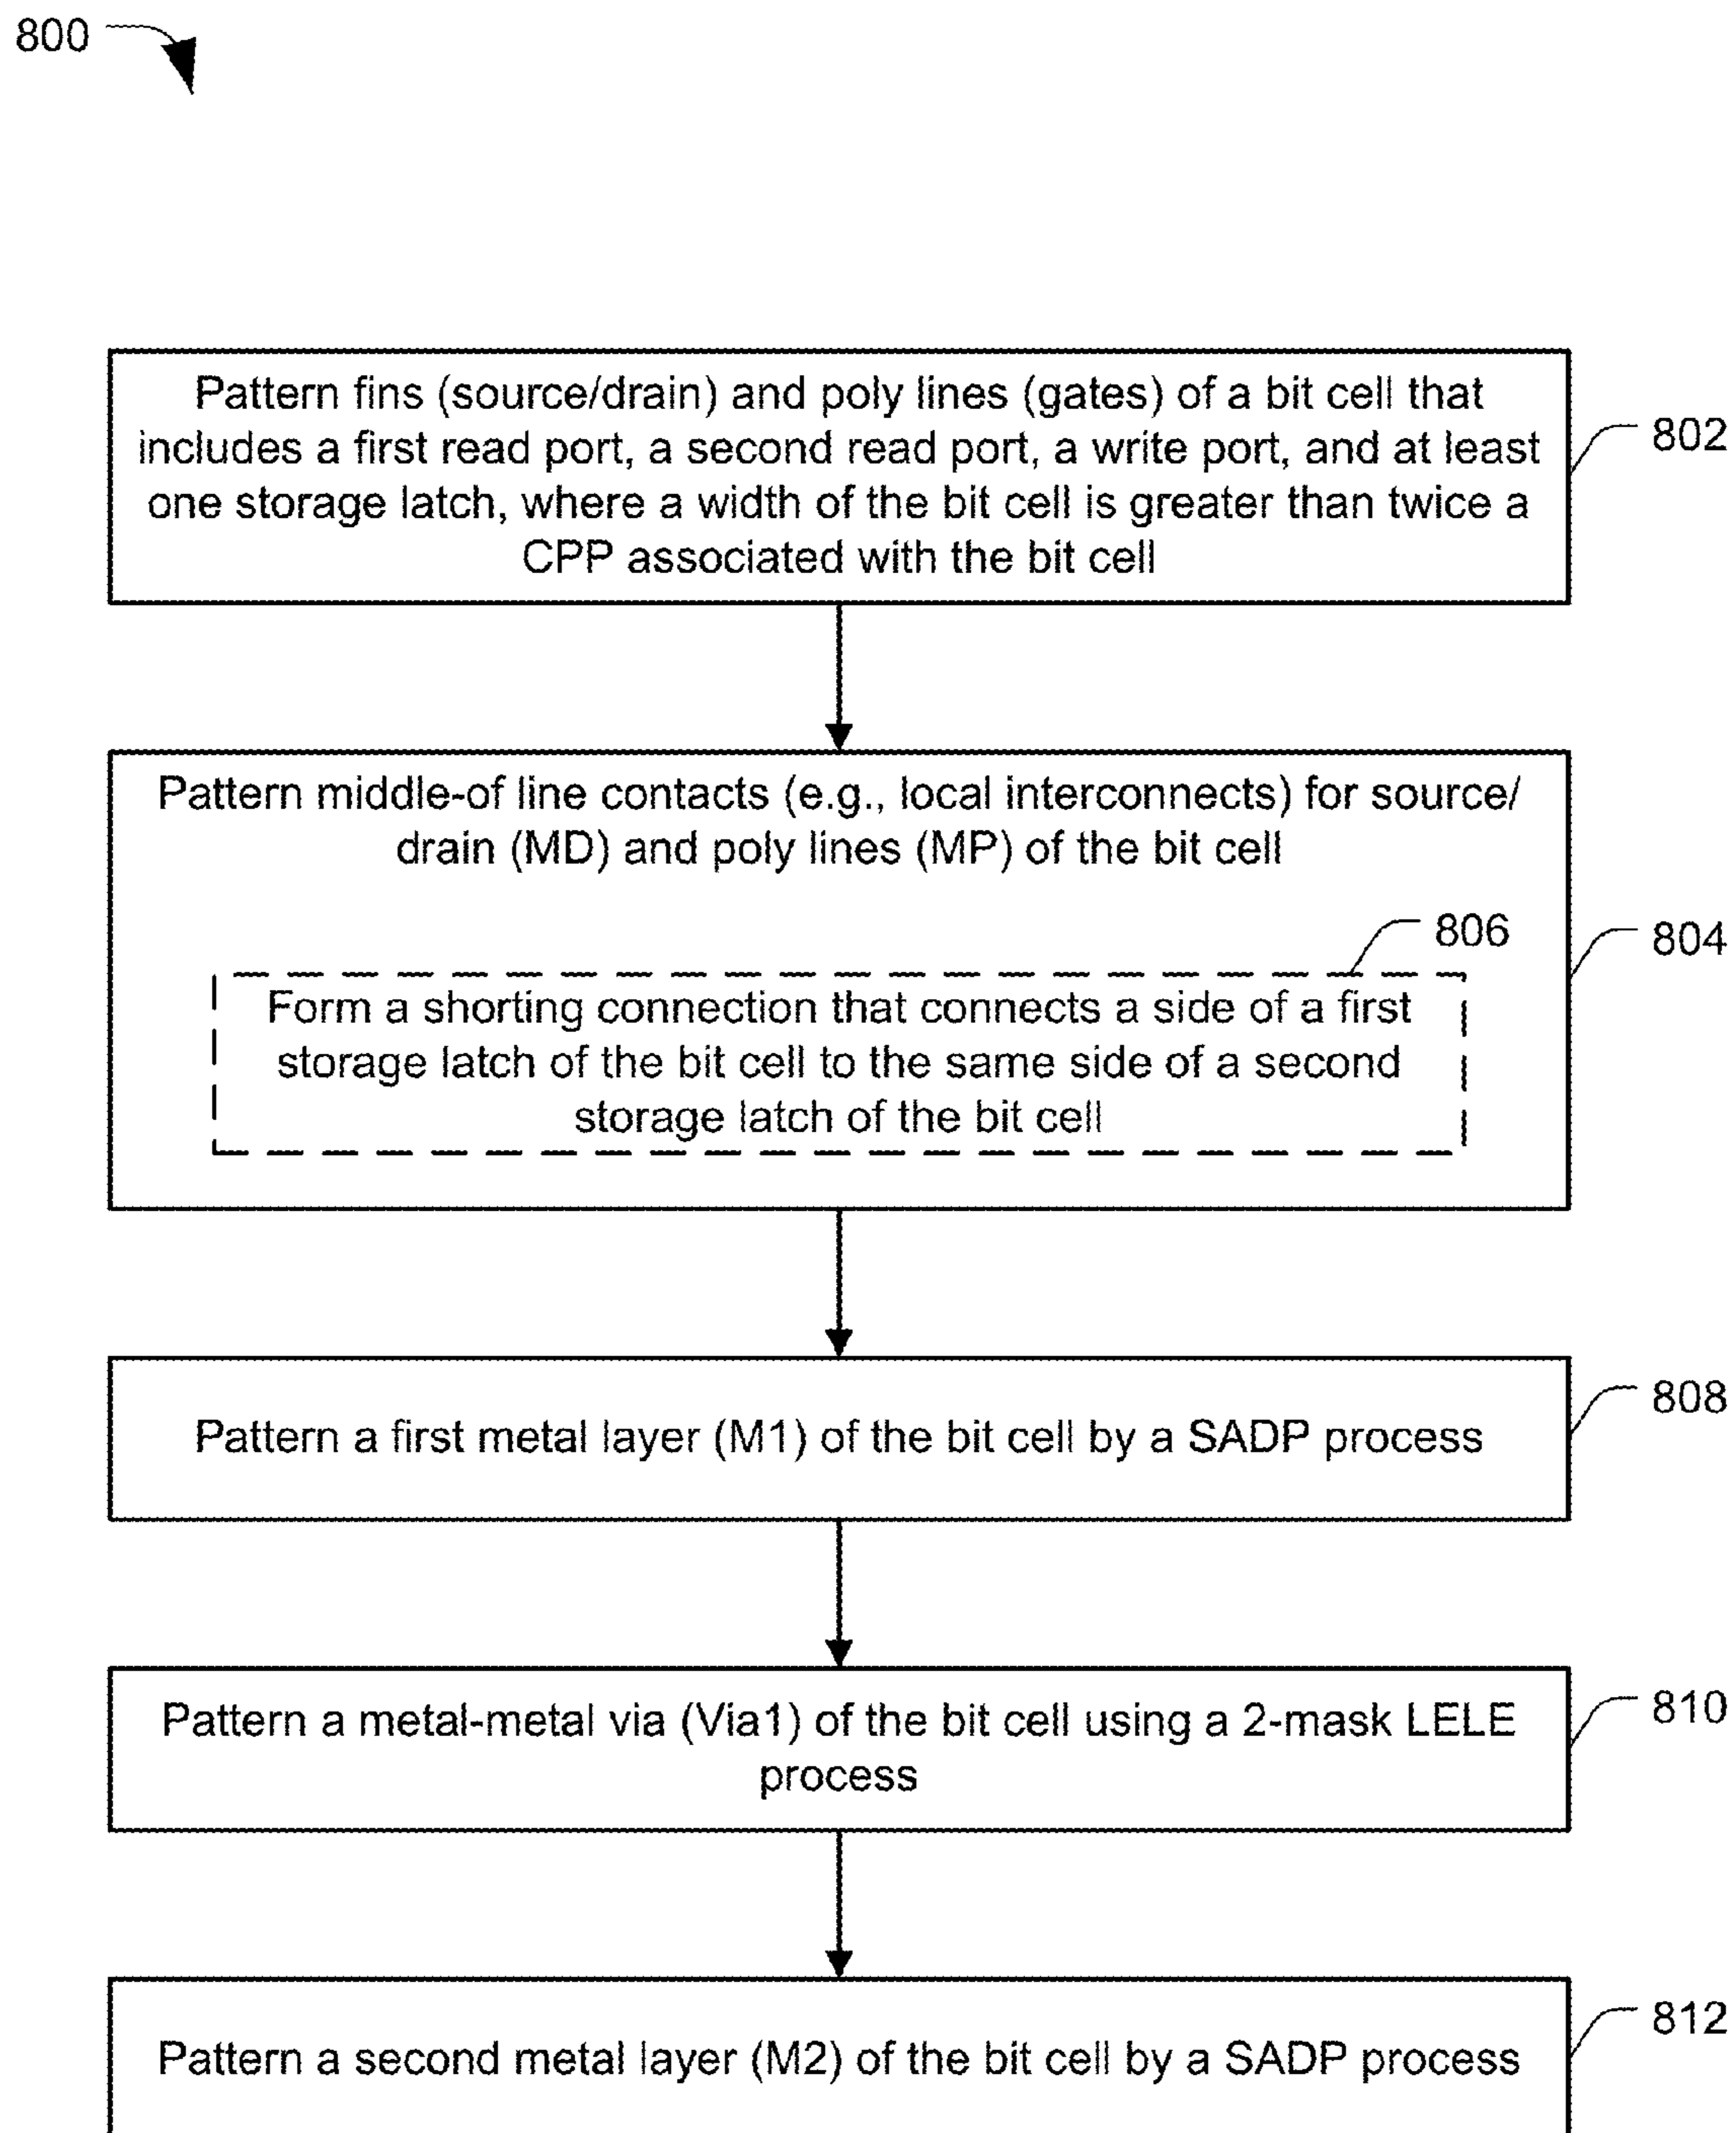 800
Pattern fins (source/drain) and poly lines (gates) of a bit cell that
includes a first read port, a second read port, a write port, and at least
one storage latch, where a width of the bit cell is greater than twice a
CPP associated with the bit cell
802
Pattern middle-of line contacts (e.g., local interconnects) for source/
drain (MD) and poly lines (MP) of the bit cell
804
806
Form a shorting connection that connects a side of a first
storage latch of the bit cell to the same side of a second
storage latch of the bit cell
Pattern a first metal layer (M1) of the bit cell by a SADP process
808
Pattern a metal-metal via (Via1) of the bit cell using a 2-mask LELE
process
810
Pattern a second metal layer (M2) of the bit cell by a SADP process
812